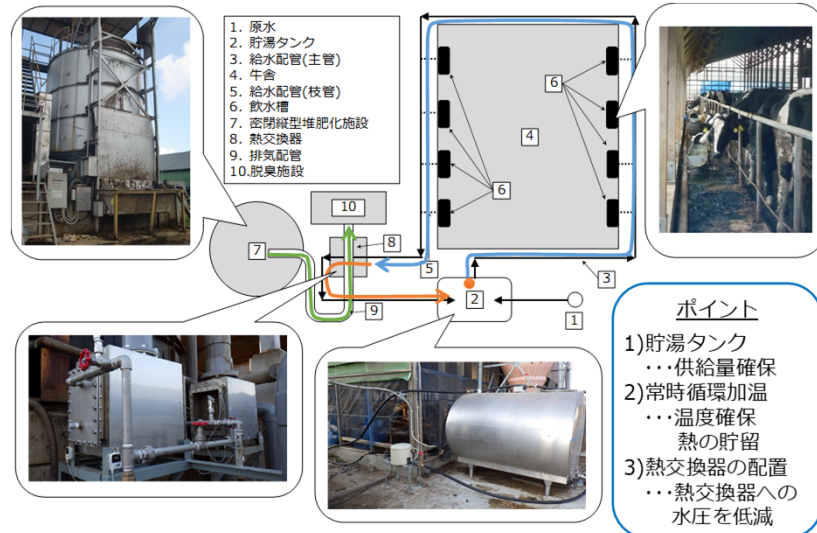 1. 原水
2. 貯湯タンク
3. 給水配管(主管)
4. 牛舎
5. 給水配管(枝管)
6. 飲水槽
7. 密閉縦型堆肥化施設
8. 熱交換器
9. 排気配管
10.脱臭施設
6
6
4
10
8
7
5
3
2
9
1
ポイント
1)貯湯タンク
・・・供給量確保
2)常時循環加温
・・・温度確保
熱の貯留
3)熱交換器の配置
・・・熱交換器への
水圧を低減